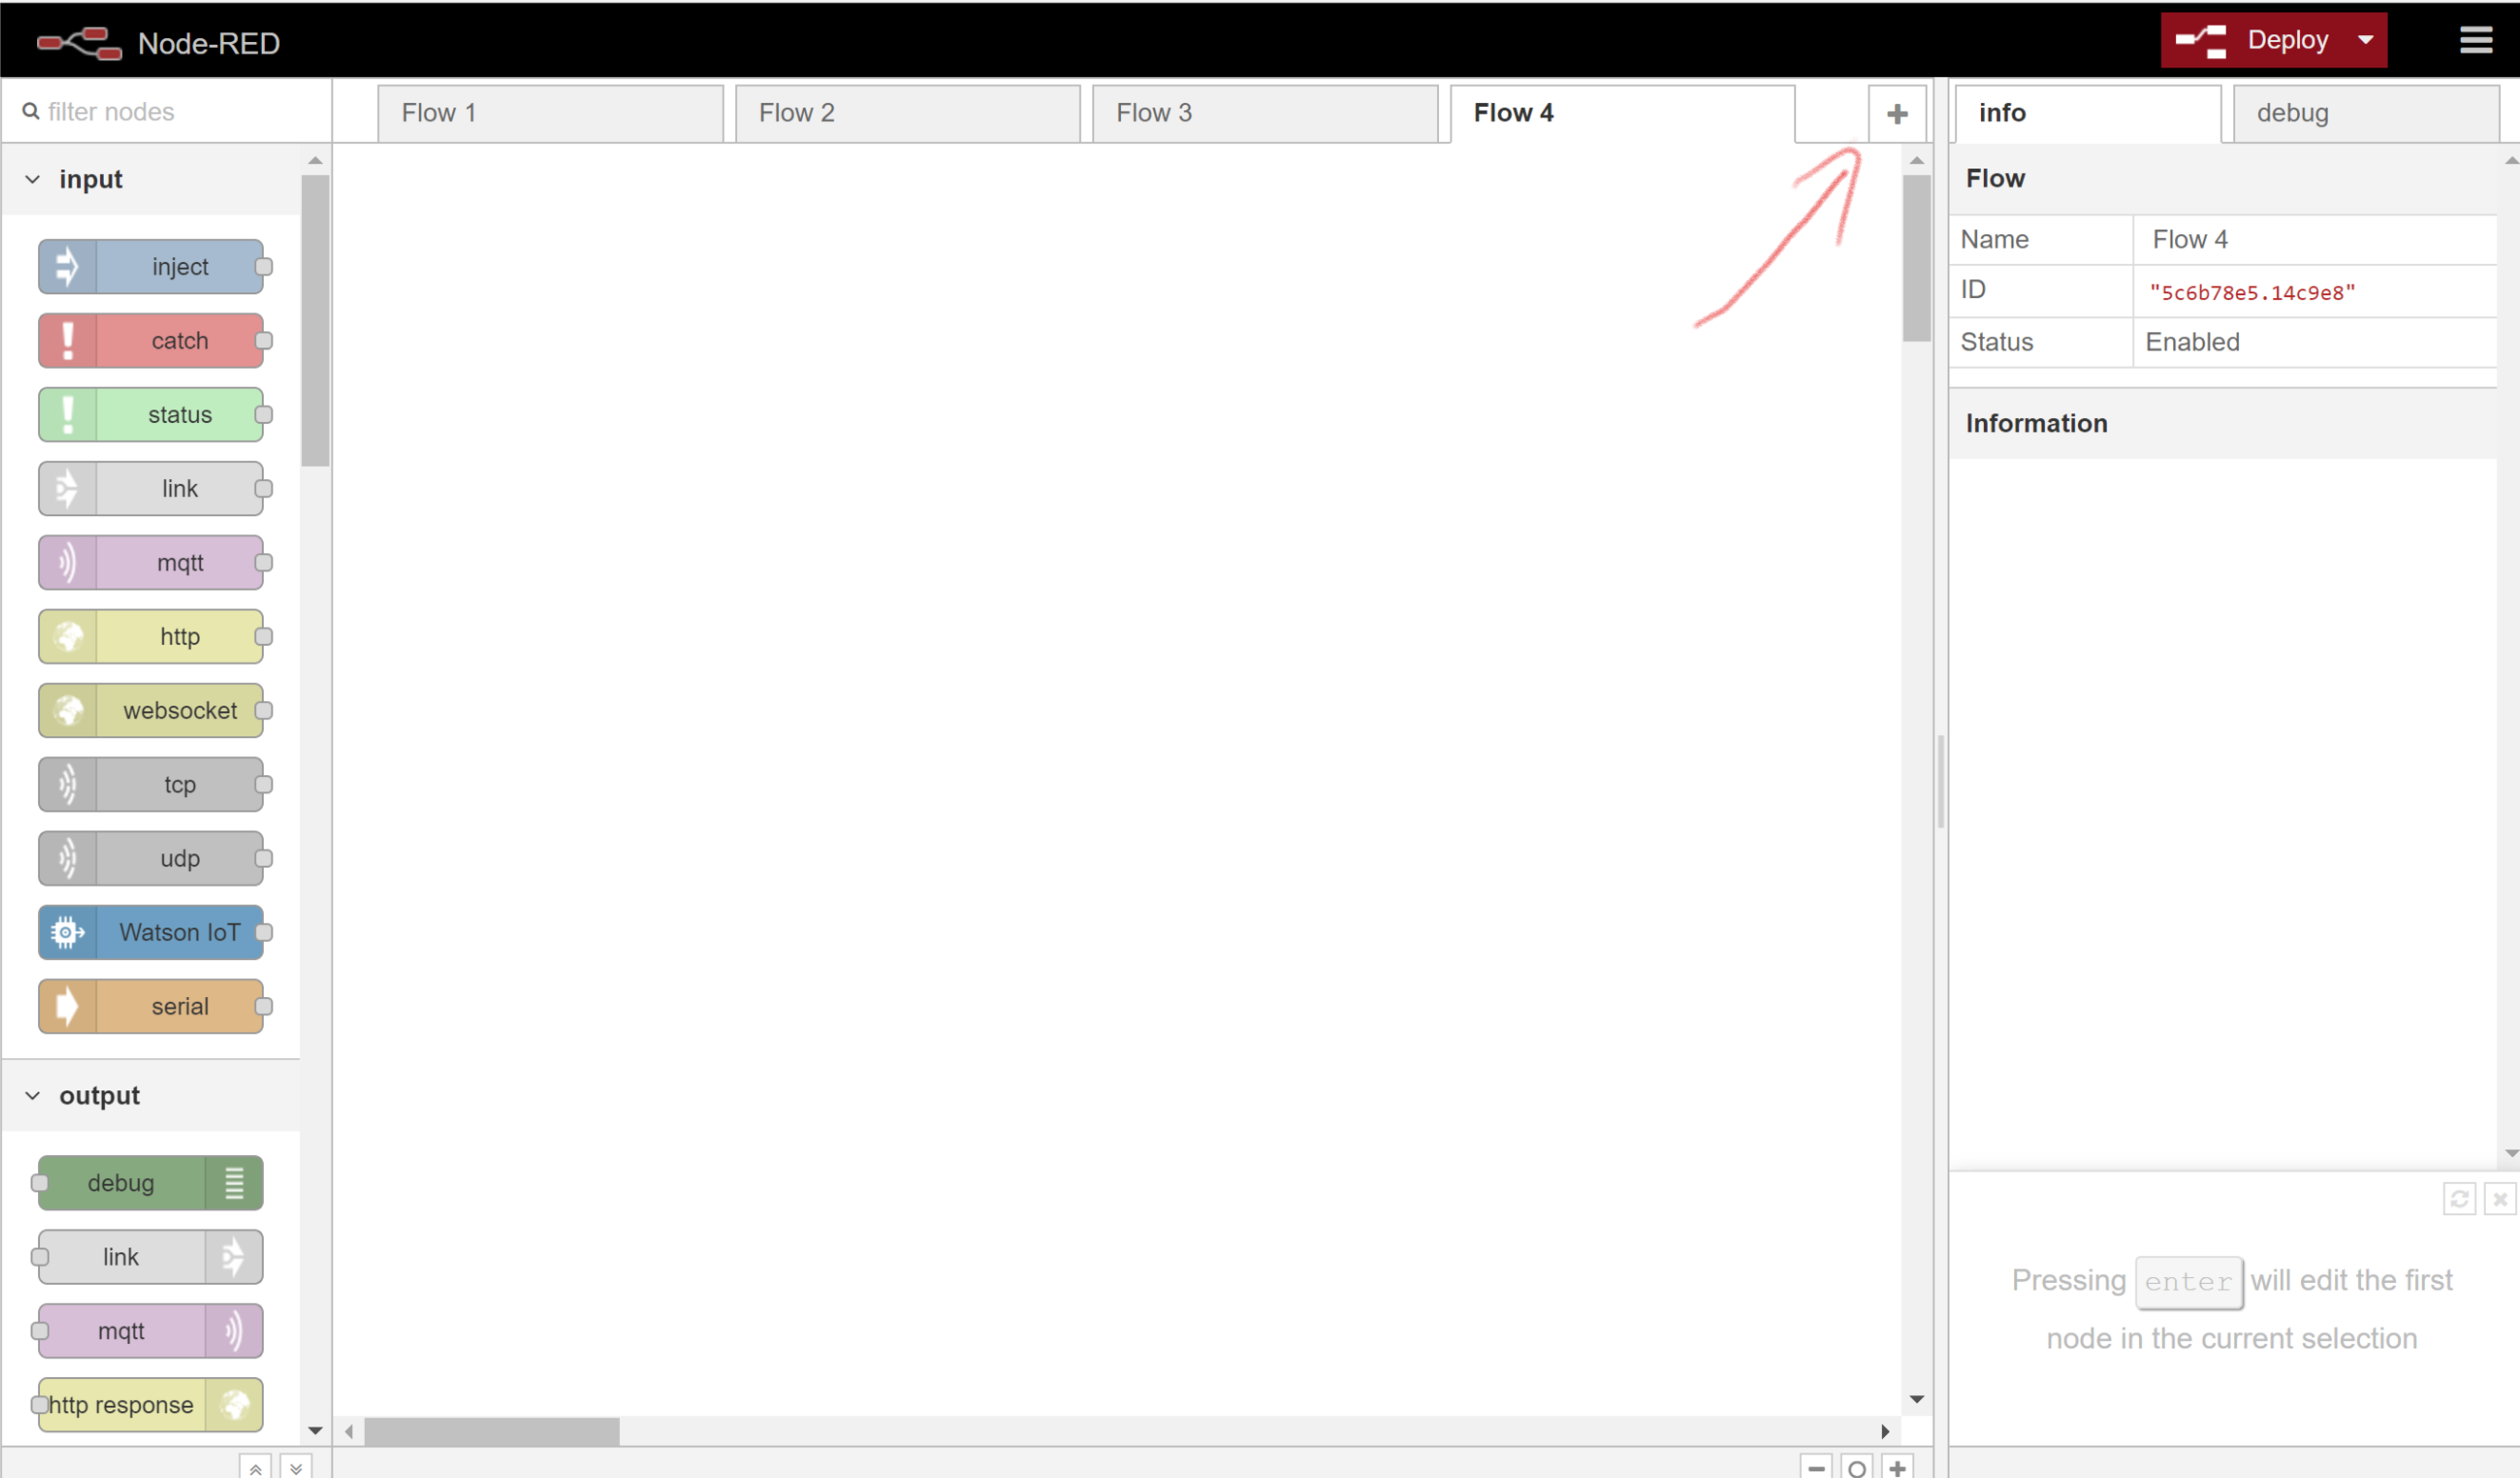 Node-RED
Deploy
filter nodes
Flow 1
Flow 2
Flow 3
Flow 4
info
debug
input
inject
catch
status
link
mqtt
http
websocket
tcp
udp
Watson IoT
serial
output
debug
link
mqtt
http response
Flow
Name Flow 4
ID "5c6b78e5.14c9e8"
Status Enabled
Information
Pressing enter will edit the first
node in the current selection